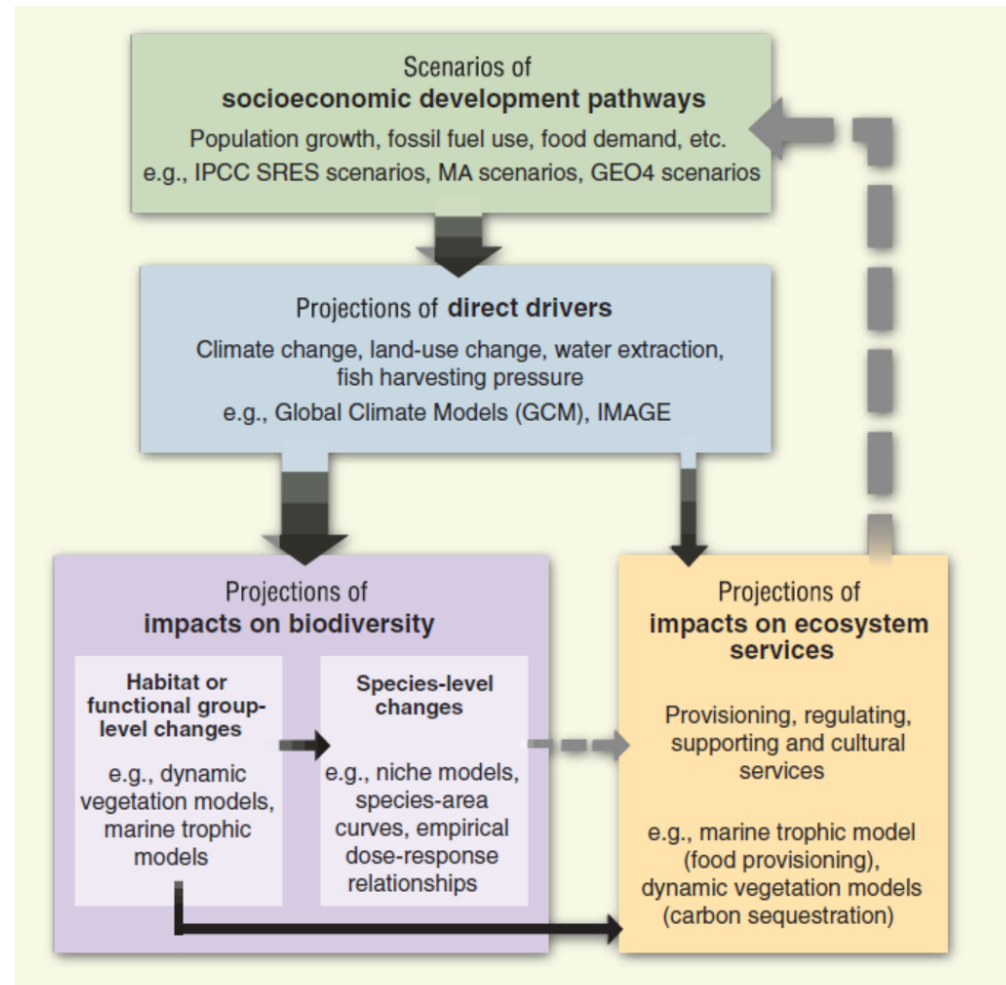 Scenarios of
socioeconomic development pathways
Population growth, fossil fuel use, food demand, etc.
e.g., IPCC SRES scenarios, MA scenarios, GEO4 scenarios
Projections of direct drivers
Climate change, land-use change, water extraction,
fish harvesting pressure
e.g., Global Climate Models (GCM), IMAGE
Projections of
impacts on biodiversity
Habitat or
functional group-
level changes
e.g., dynamic
vegetation models,
marine trophic
models
Species-level
changes
e.g., niche models,
species-area
curves, empirical
dose-response
relationships
Projections of
impacts on ecosystem
services
Provisioning, regulating,
supporting and cultural
services
e.g., marine trophic model
(food provisioning),
dynamic vegetation models
(carbon sequestration)